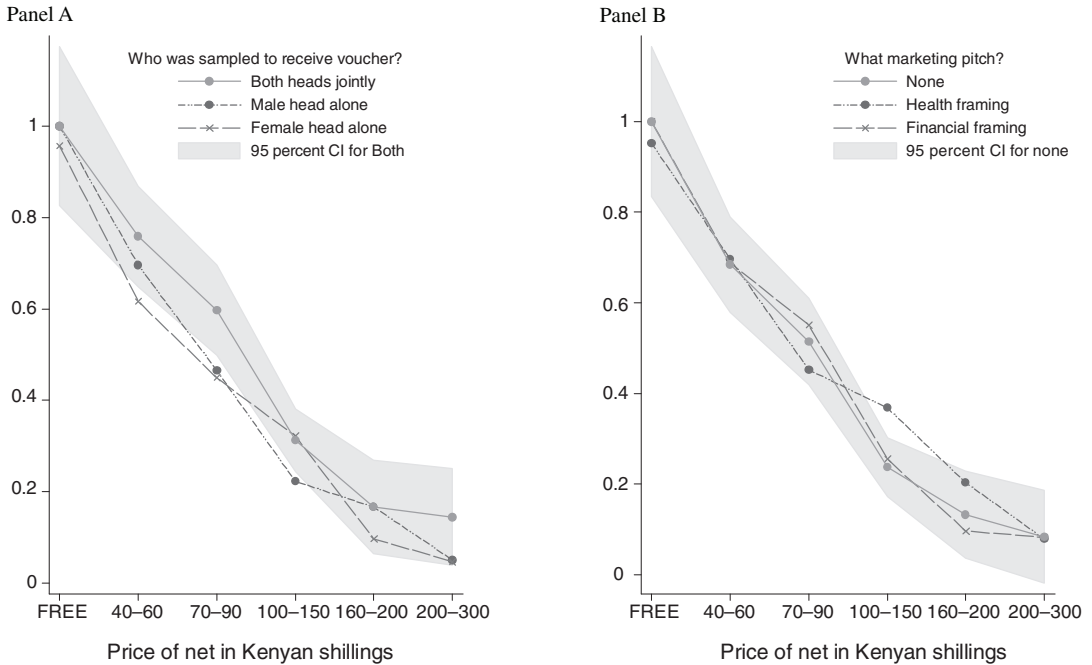 Panel A
Who was sampled to receive voucher?
Both heads jointly
Male head alone
Female head alone
95 percent CI for Both
1
0.8
0.6
0.4
0.2
0
FREE 40–60 70–90 100–150 160–200 200–300
Price of net in Kenyan shillings
Panel B
What marketing pitch?
None
Health framing
Financial framing
95 percent CI for none
1
0.8
0.6
0.4
0.2
0
FREE 40–60 70–90 100–150 160–200 200–300
Price of net in Kenyan shillings